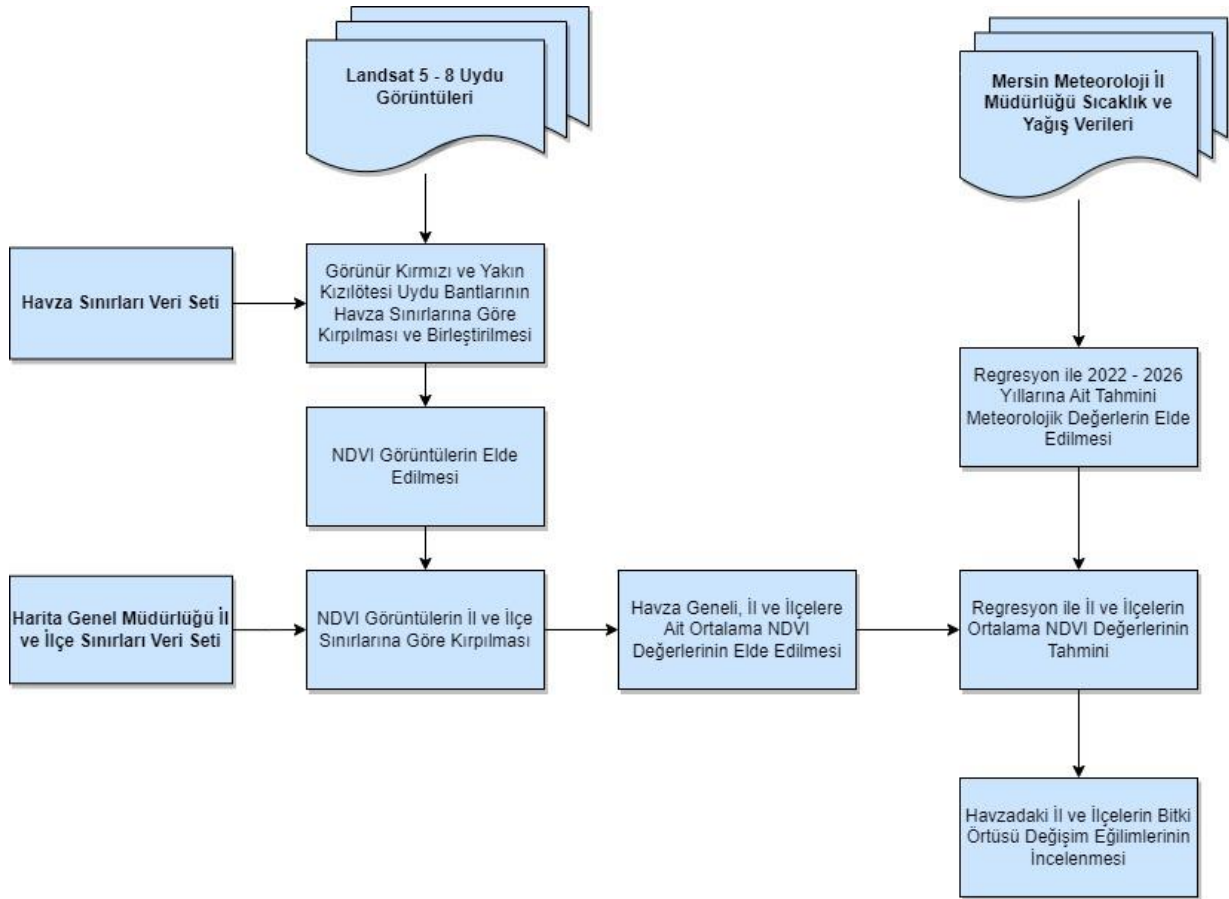 Landsat 5 - 8 Uydu
Görüntüleri
Mersin Meteoroloji İl
Müdürlüğü Sıcaklık ve
Yağış Verileri
Havza Sınırları Veri Seti
Görünür Kırmızı ve Yakın
Kızılötesi Uydu Bantlarının
Havza Sınırlarına Göre
Kırpılması ve Birleştirilmesi
Regresyon ile 2022 - 2026
Yıllarına Ait Tahmini
Meteorolojik Değerlerin Elde
Edilmesi
NDVI Görüntülerin Elde
Edilmesi
Harita Genel Müdürlüğü İl
ve İlçe Sınırları Veri Seti
NDVI Görüntülerin İl ve İlçe
Sınırlarına Göre Kırpılması
Havza Geneli, İl ve İlçelere
Ait Ortalama NDVI
Değerlerinin Elde Edilmesi
Regresyon ile İl ve İlçelerin
Ortalama NDVI Değerlerinin
Tahmini
Havzadaki İl ve İlçelerin Bitki
Örtüsü Değişim Eğilimlerinin
İncelenmesi